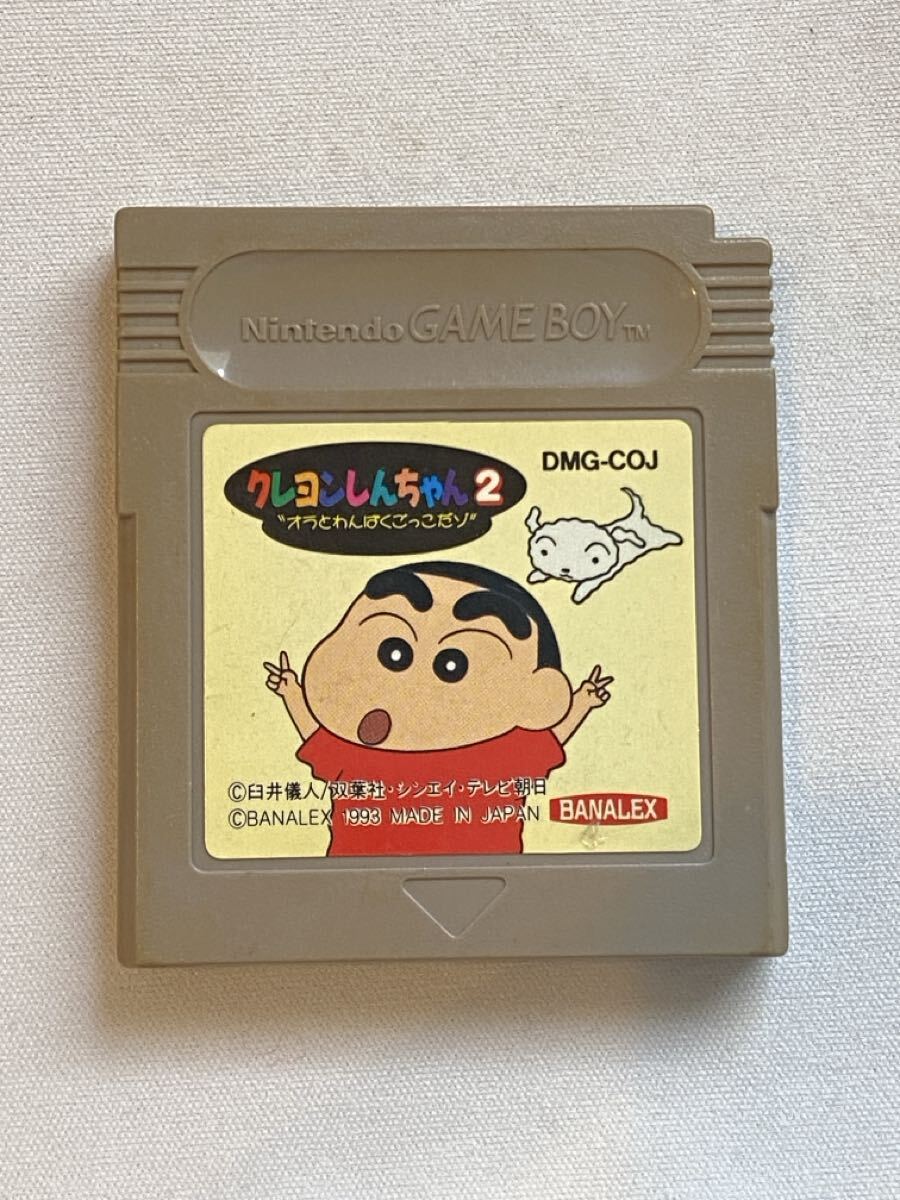 Nintendo GAME BOY™
クレヨンしんちゃん2
"オラとわんぱくごっこだゾ"
DMG-COJ
©臼井儀人/双葉社・シンエイ・テレビ朝日
©BANALEX 1993 MADE IN JAPAN
BANALEX